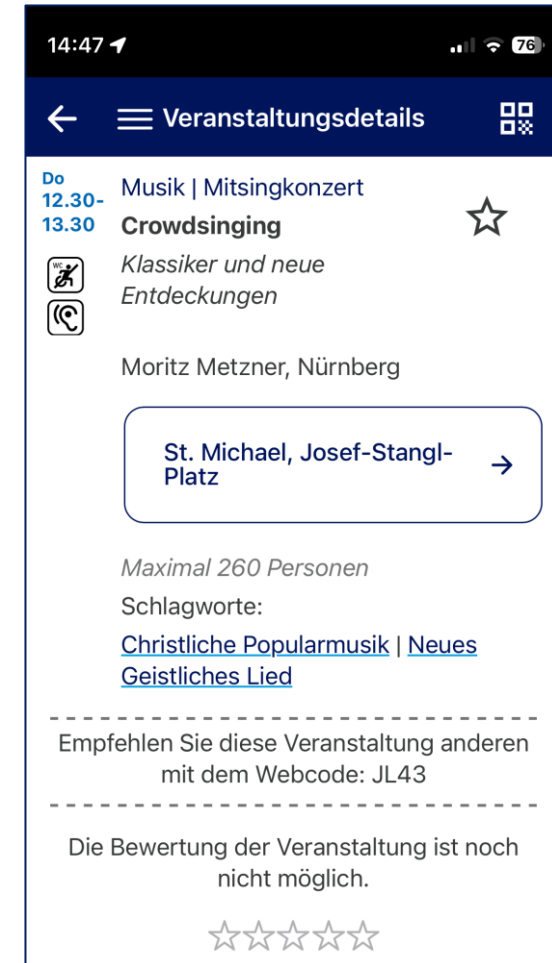 14:47
76
Veranstaltungsdetails
Do
12.30-
13.30
Musik | Mitsingkonzert
Crowdsinging
Klassiker und neue
Entdeckungen
WC
Moritz Metzner, Nürnberg
St. Michael, Josef-Stangl-
Platz
Maximal 260 Personen
Schlagworte:
Christliche Popularmusik | Neues
Geistliches Lied
Empfehlen Sie diese Veranstaltung anderen
mit dem Webcode: JL43
Die Bewertung der Veranstaltung ist noch
nicht möglich.